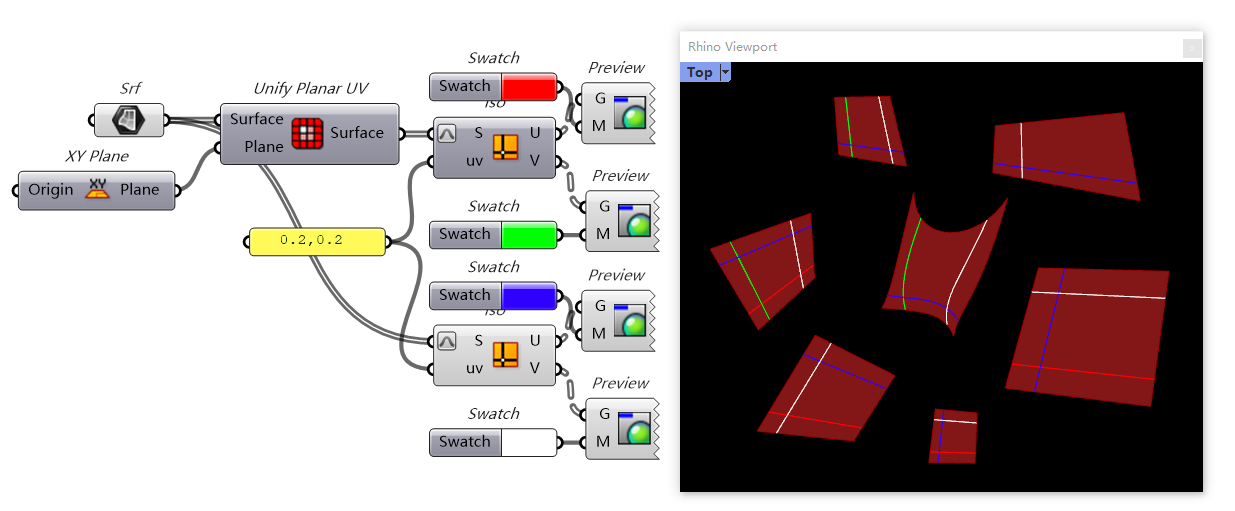 Srf
Unify Planar UV
Surface
Plane
Surface
XY Plane
Origin
XY
Plane
0.2,0.2
Swatch
Swatch
Iso
S
U
uv
V
Preview
G
M
Preview
G
M
Swatch
Swatch
Swatch
Swatch
Iso
S
U
uv
V
Preview
G
M
Preview
G
M
Swatch
Swatch
Rhino Viewport
x
Top